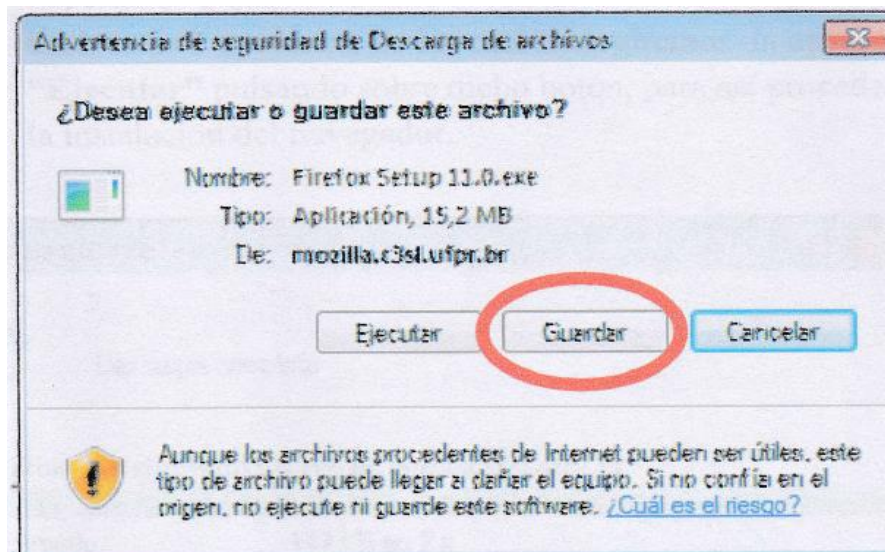 Advertencia de seguridad de Descarga de archivos
¿Desea ejecutar o guardar este archivo?
Nombre: Firefox Setup 11.0.exe
Tipo: Aplicación, 15,2 MB
De: mozilla.c3sl.ufpr.br
Ejecutar Guardar Cancelar
Aunque los archivos procedentes de Internet pueden ser útiles, este
tipo de archivo puede llegar a dañar el equipo. Si no confía en el
origen, no ejecute ni guarde este software. ¿Cuál es el riesgo?